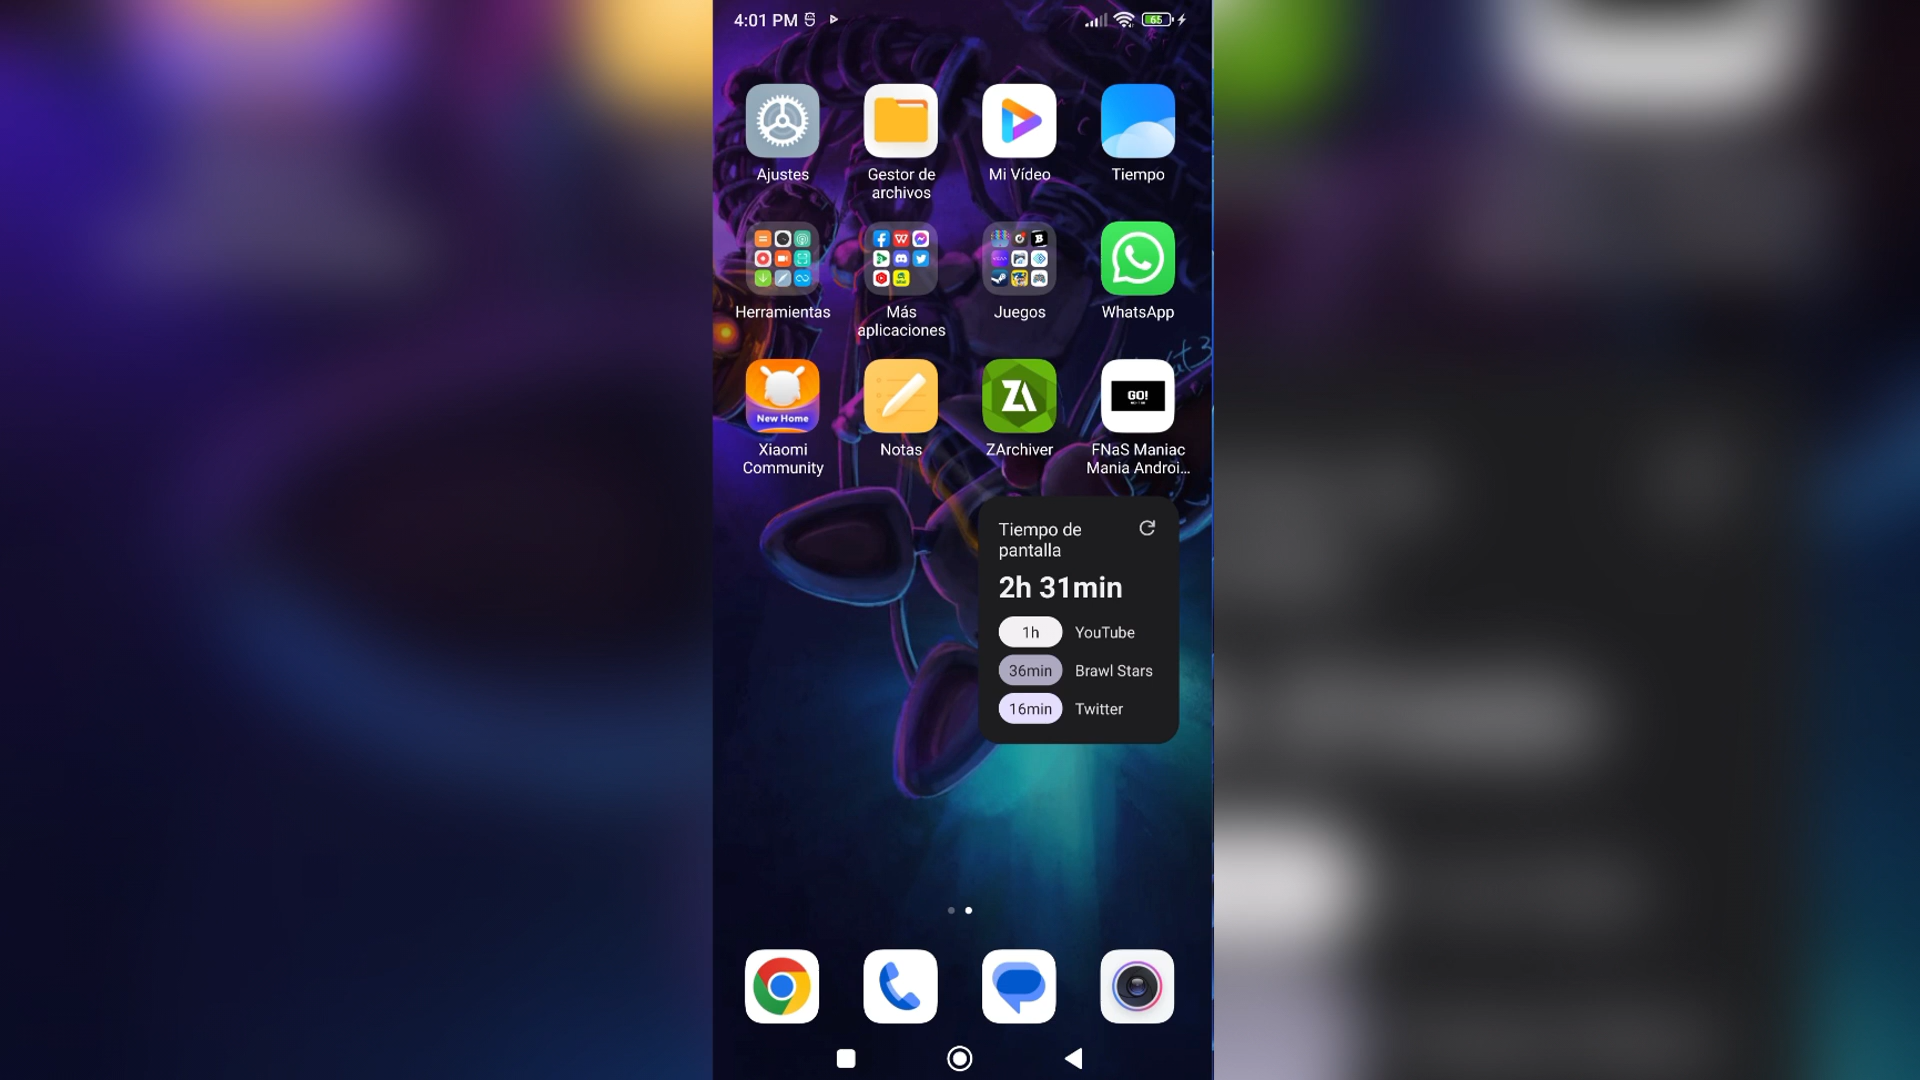 4:01 PM
65
Ajustes
Gestor de
archivos
Mi Vídeo
Tiempo
Herramientas
Más
aplicaciones
Juegos
WhatsApp
New Home
ZA
GO!
Xiaomi
Community
Notas
ZArchiver
FNaS Maniac
Mania Androi...
Tiempo de
pantalla
2h 31min
1h YouTube
36min Brawl Stars
16min Twitter